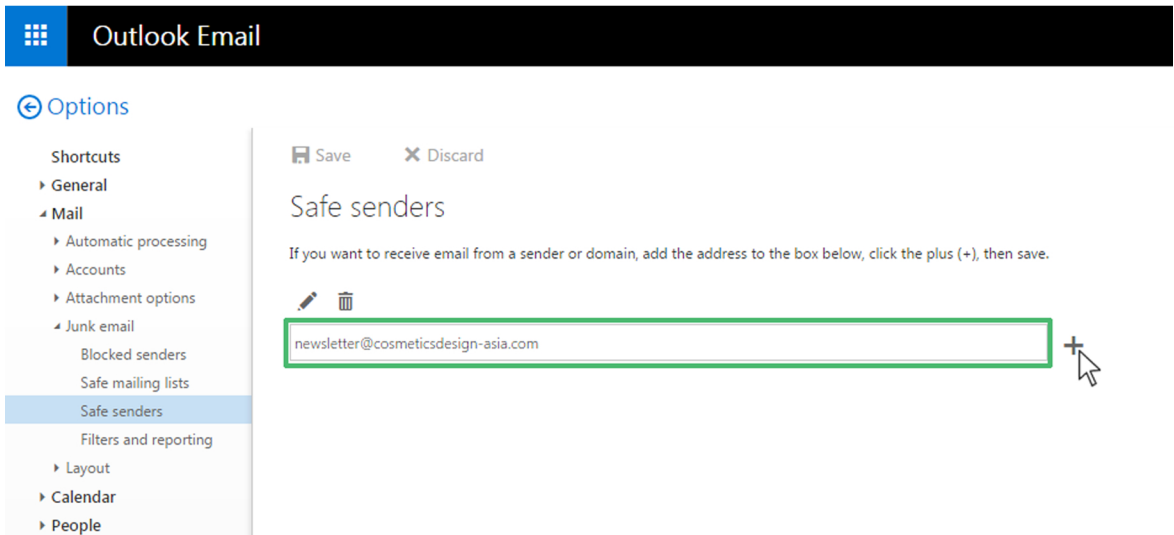 Outlook Email
Options
Shortcuts
General
Mail
Automatic processing
Accounts
Attachment options
Junk email
Blocked senders
Safe mailing lists
Safe senders
Filters and reporting
Layout
Calendar
People
Save
Discard
Safe senders
If you want to receive email from a sender or domain, add the address to the box below, click the plus (+), then save.
newsletter@cosmeticsdesign-asia.com